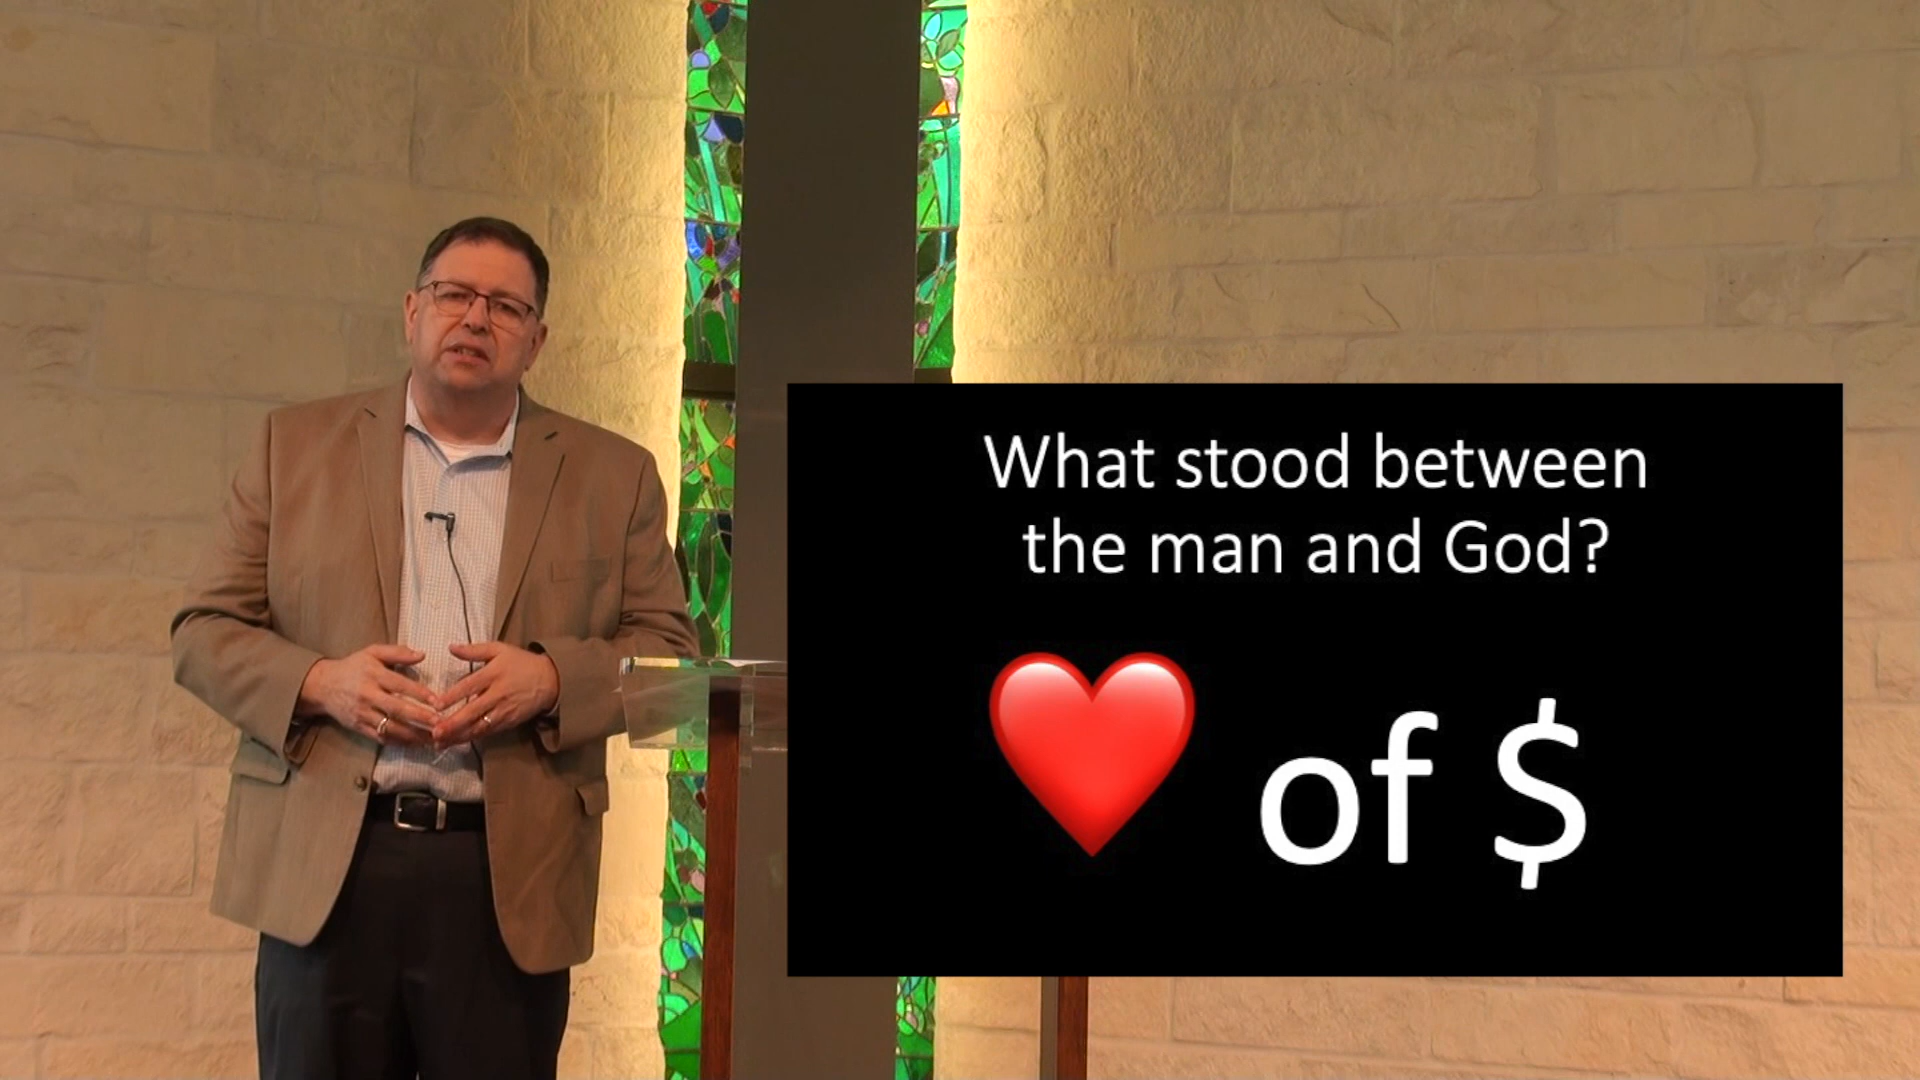 What stood between
the man and God?
❤️ of $